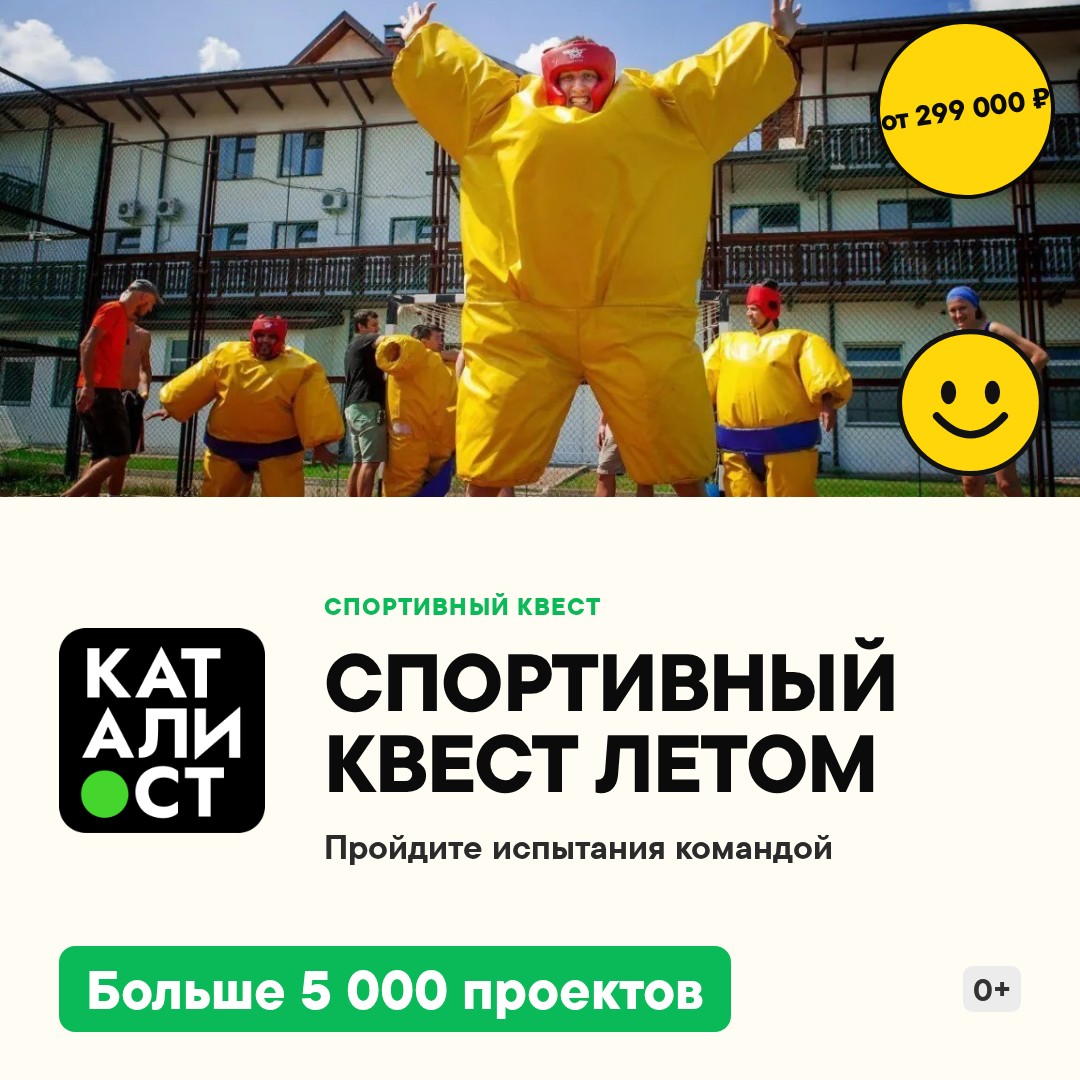 от 299 000 ₽
СПОРТИВНЫЙ КВЕСТ
КАТ
АЛИ
СТ
СПОРТИВНЫЙ
КВЕСТ ЛЕТОМ
Пройдите испытания командой
Больше 5 000 проектов
0+